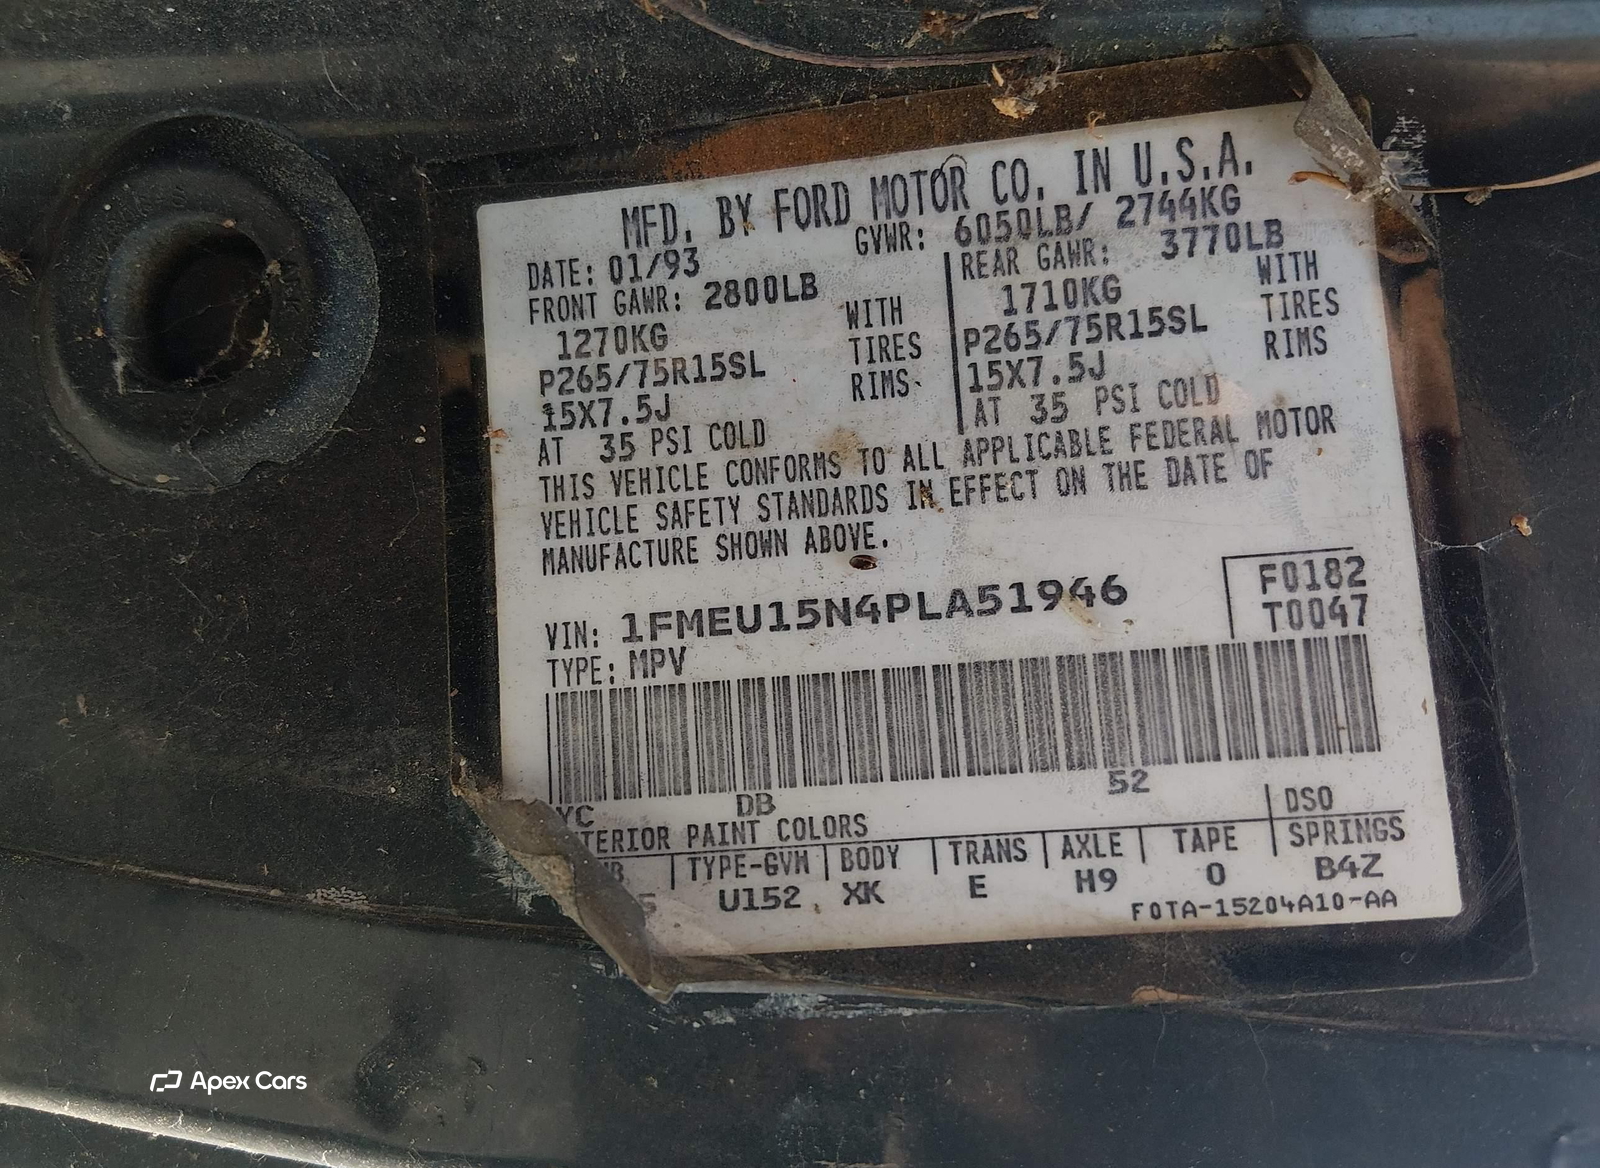 MFD. BY FORD MOTOR CO. IN U.S.A.
DATE: 01/93 GVWR: 6050LB/ 2744KG
FRONT GAWR: 2800LB
1270KG WITH
P265/75R15SL TIRES
15X7.5J RIMS
AT 35 PSI COLD
REAR GAWR: 3770LB
1710KG WITH
P265/75R15SL TIRES
15X7.5J RIMS
AT 35 PSI COLD
THIS VEHICLE CONFORMS TO ALL APPLICABLE FEDERAL MOTOR
VEHICLE SAFETY STANDARDS IN EFFECT ON THE DATE OF
MANUFACTURE SHOWN ABOVE.
VIN: 1FMEU15N4PLA51946
TYPE: MPV
F0182
T0047
YC DB 52
TERIOR PAINT COLORS DSO
TYPE-GVM BODY TRANS AXLE TAPE SPRINGS
U152 XK E H9 0 B4Z
F0TA-15204A10-AA
Apex Cars